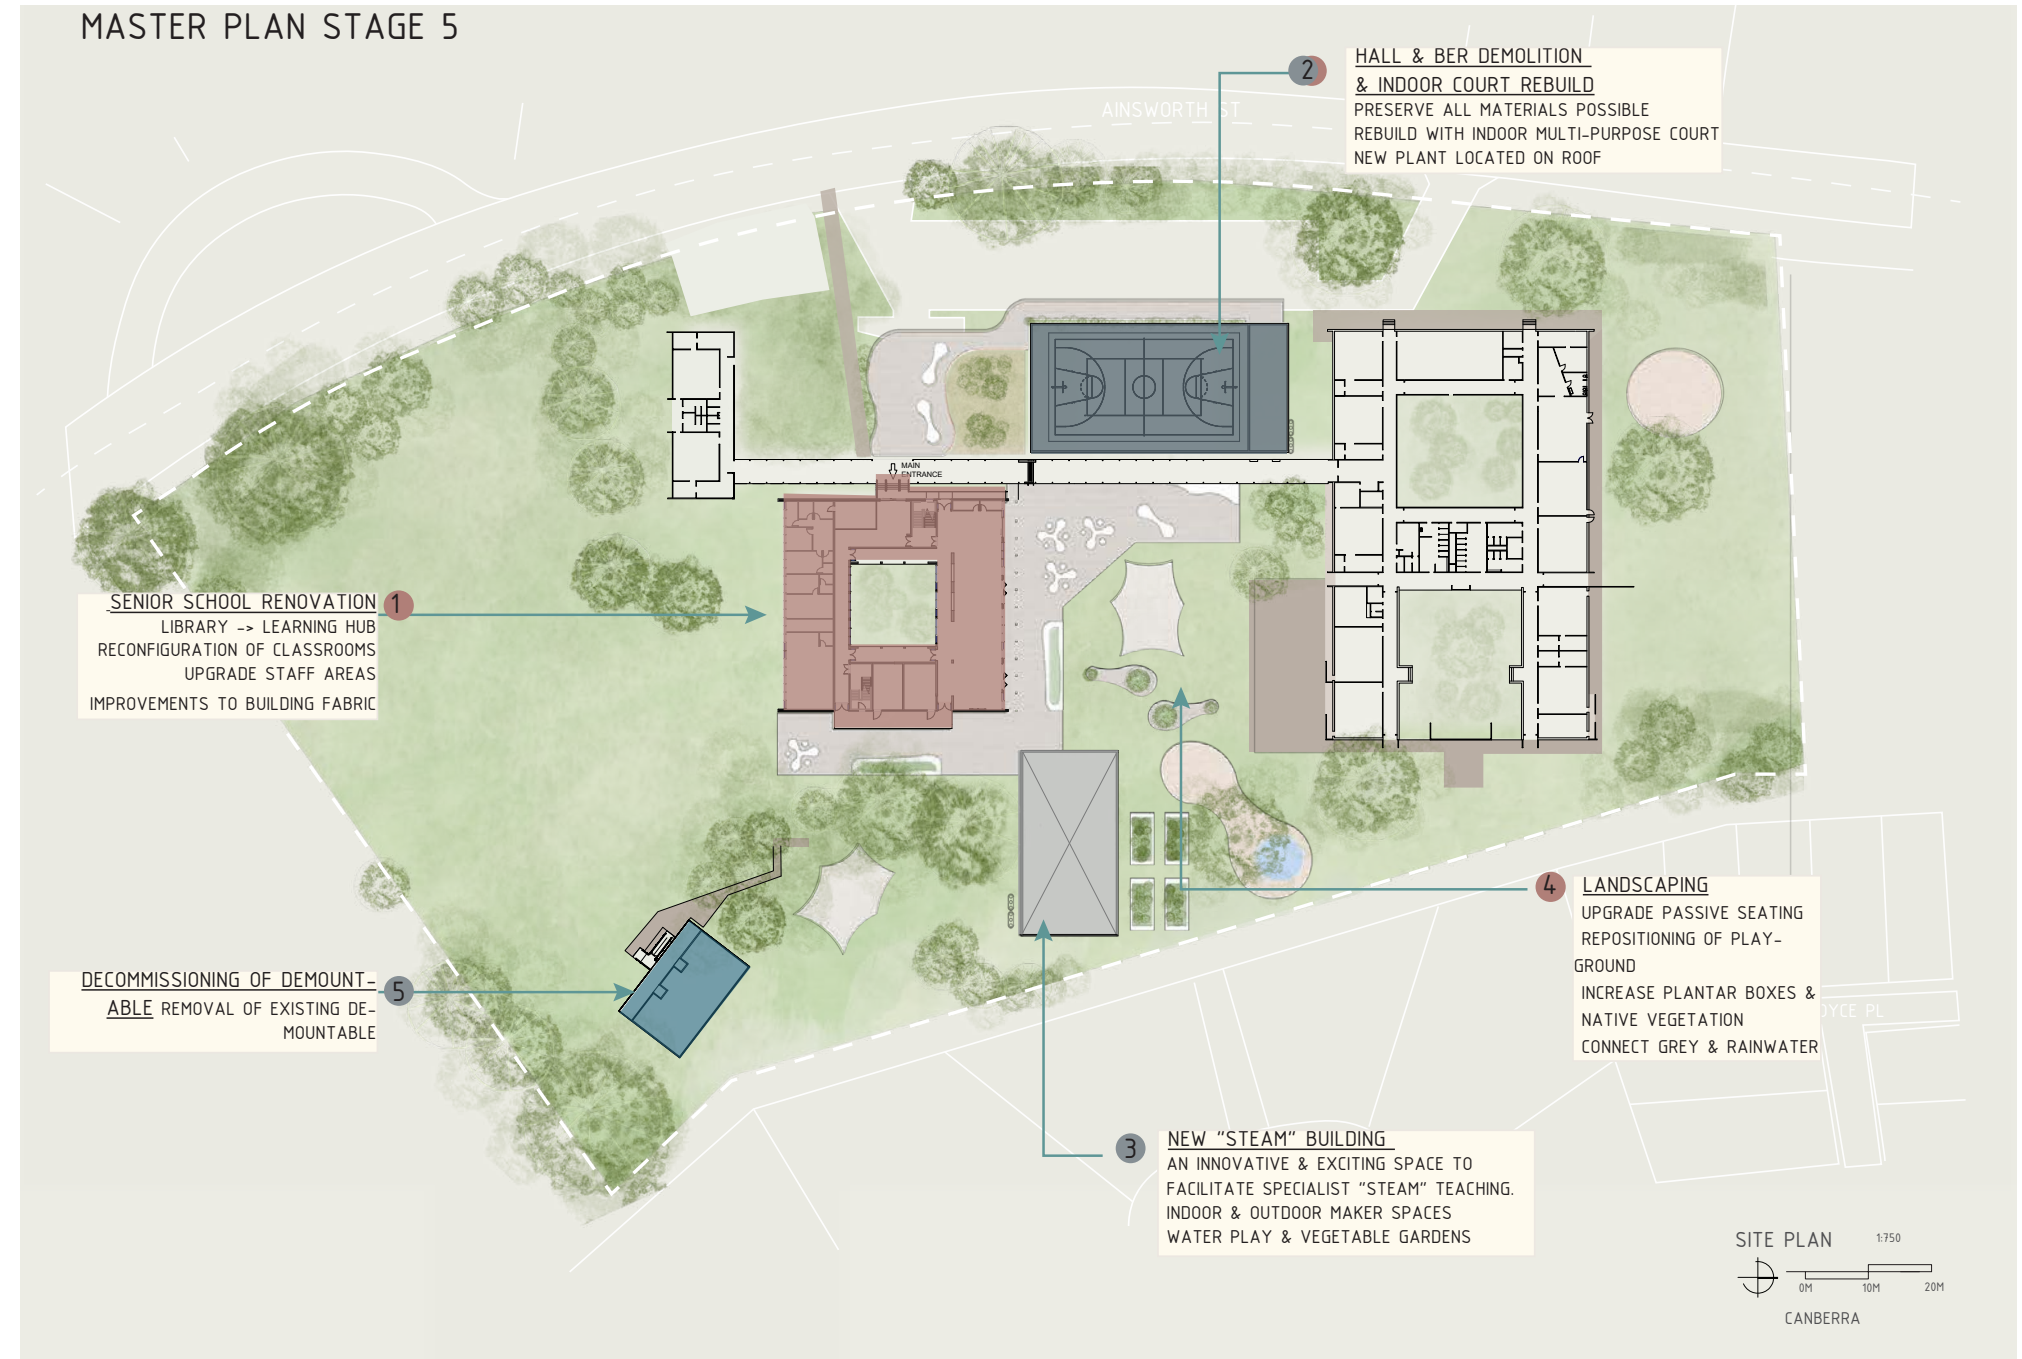 MASTER PLAN STAGE 5
2
HALL & BER DEMOLITION
& INDOOR COURT REBUILD
PRESERVE ALL MATERIALS POSSIBLE
REBUILD WITH INDOOR MULTI-PURPOSE COURT
NEW PLANT LOCATED ON ROOF
AINSWORTH ST
MAIN
ENTRANCE
SENIOR SCHOOL RENOVATION
1
LIBRARY -> LEARNING HUB
RECONFIGURATION OF CLASSROOMS
UPGRADE STAFF AREAS
IMPROVEMENTS TO BUILDING FABRIC
4
LANDSCAPING
UPGRADE PASSIVE SEATING
REPOSITIONING OF PLAY-
GROUND
INCREASE PLANTAR BOXES &
NATIVE VEGETATION
CONNECT GREY & RAINWATER
OYCE PL
DECOMMISSIONING OF DEMOUNT-
ABLE REMOVAL OF EXISTING DE-
MOUNTABLE
5
3
NEW "STEAM" BUILDING
AN INNOVATIVE & EXCITING SPACE TO
FACILITATE SPECIALIST "STEAM" TEACHING.
INDOOR & OUTDOOR MAKER SPACES
WATER PLAY & VEGETABLE GARDENS
SITE PLAN 1:750
0M 10M 20M
CANBERRA